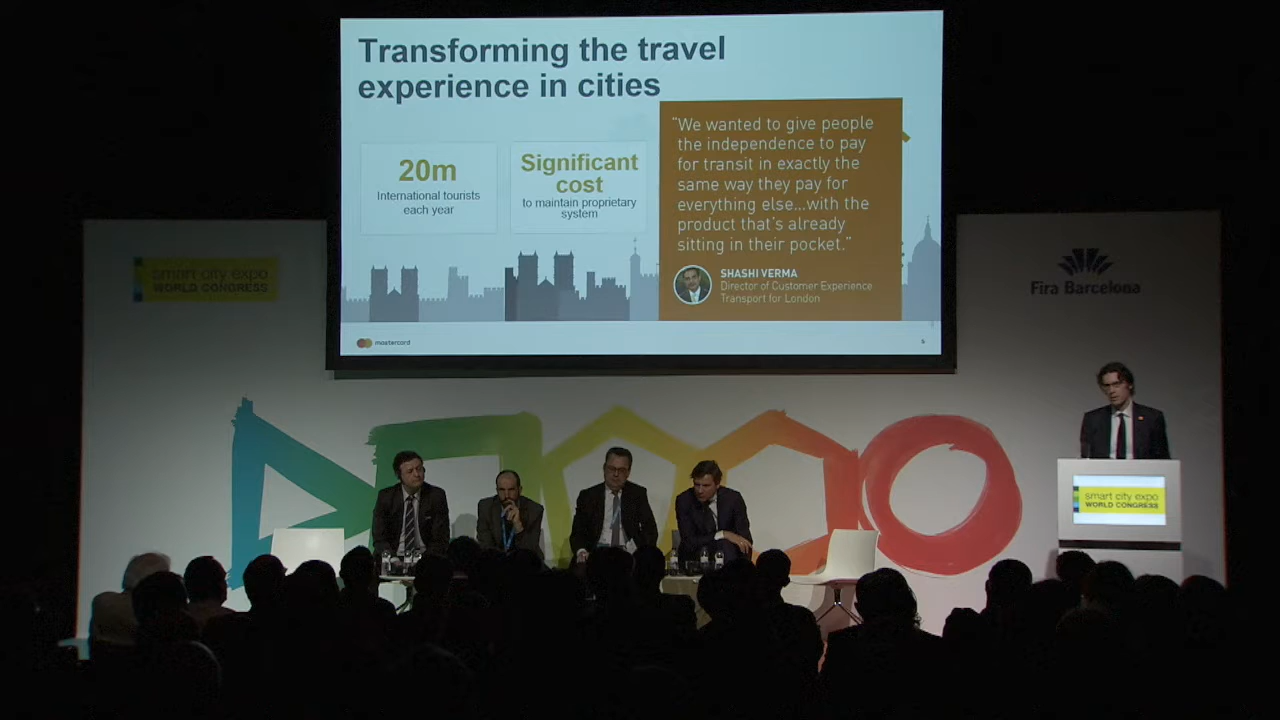 Transforming the travel
experience in cities
20m
International tourists
each year
Significant
cost
to maintain proprietary
system
“We wanted to give people
the independence to pay
for transit in exactly the
same way they pay for
everything else...with the
product that's already
sitting in their pocket.”
SHASHI VERMA
Director of Customer Experience
Transport for London
mastercard
5
smart city expo
WORLD CONGRESS
Fira Barcelona
smart city expo
WORLD CONGRESS